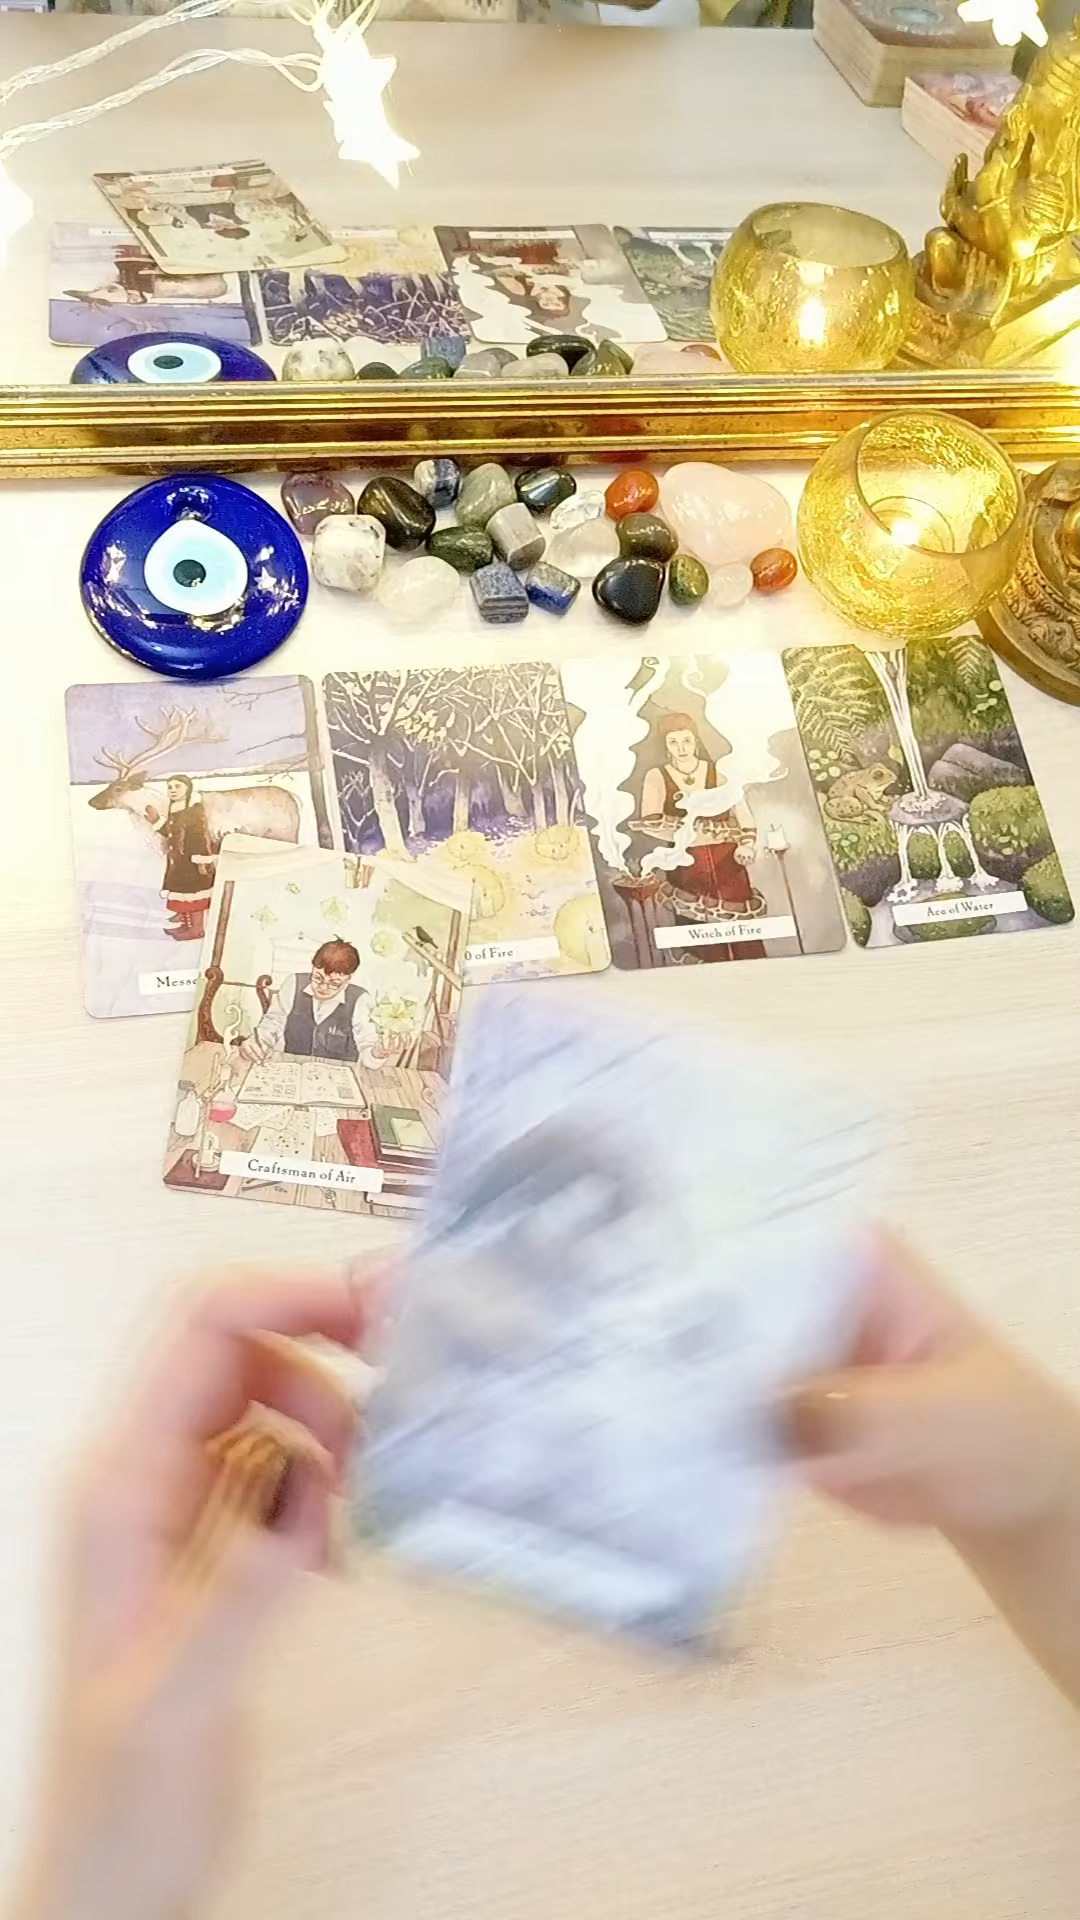 Messe
0 of Fire
Witch of Fire
Ace of Water
Craftsman of Air